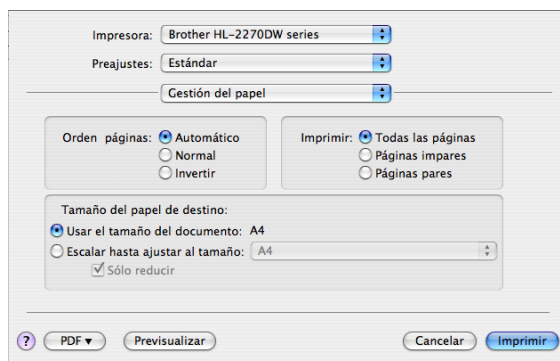 Impresora: Brother HL-2270DW series
Preajustes: Estándar
Gestión del papel
Orden páginas: Automático
Normal
Invertir
Imprimir: Todas las páginas
Páginas impares
Páginas pares
Tamaño del papel de destino:
Usar el tamaño del documento: A4
Escalar hasta ajustar al tamaño: A4
Sólo reducir
? PDF ▼ Previsualizar Cancelar Imprimir